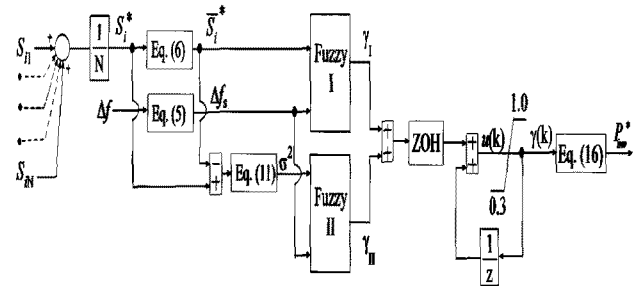 S_i1
S_iN
1
N
S_i*
Eq. (6)
S̅_i*
Δf
Eq. (5)
Δf_s
Fuzzy
I
γ_I
-
+
Eq. (11)
σ²
Fuzzy
II
γ_II
+
+
ZOH
+
+
u(k)
1.0
0.3
γ(k)
Eq. (16)
1
z